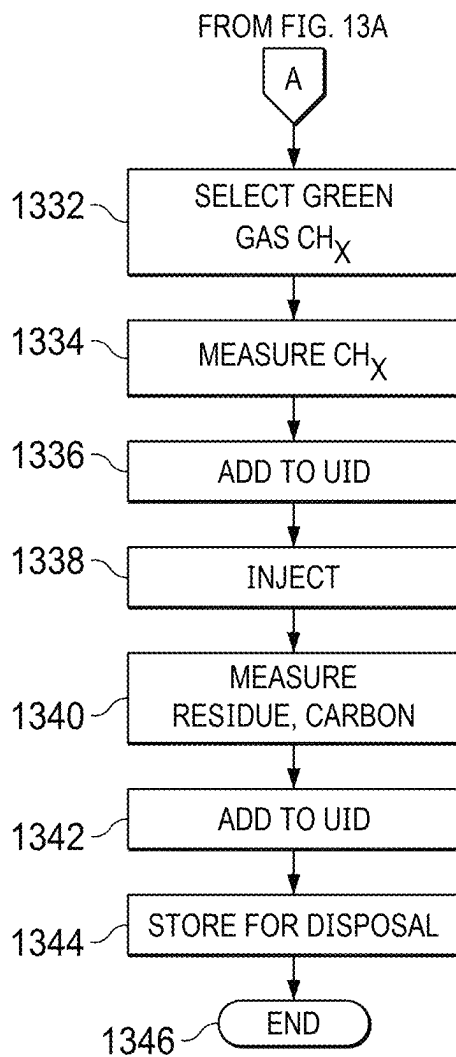 FROM FIG. 13A
A
1332
SELECT GREEN
GAS CHX
1334
MEASURE CHX
1336
ADD TO UID
1338
INJECT
1340
MEASURE
RESIDUE, CARBON
1342
ADD TO UID
1344
STORE FOR DISPOSAL
1346
END